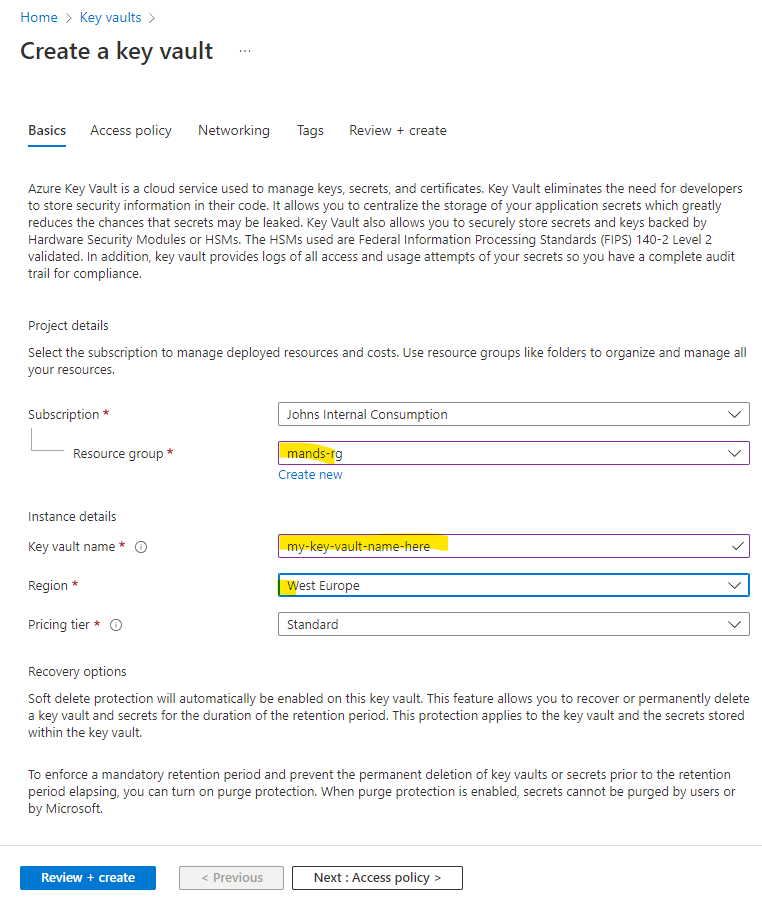 Home > Key vaults >
Create a key vault ...
Basics Access policy Networking Tags Review + create
Azure Key Vault is a cloud service used to manage keys, secrets, and certificates. Key Vault eliminates the need for developers
to store security information in their code. It allows you to centralize the storage of your application secrets which greatly
reduces the chances that secrets may be leaked. Key Vault also allows you to securely store secrets and keys backed by
Hardware Security Modules or HSMs. The HSMs used are Federal Information Processing Standards (FIPS) 140-2 Level 2
validated. In addition, key vault provides logs of all access and usage attempts of your secrets so you have a complete audit
trail for compliance.
Project details
Select the subscription to manage deployed resources and costs. Use resource groups like folders to organize and manage all
your resources.
Subscription * Johns Internal Consumption
Resource group * mands-rg
Create new
Instance details
Key vault name * my-key-vault-name-here
Region * West Europe
Pricing tier * Standard
Recovery options
Soft delete protection will automatically be enabled on this key vault. This feature allows you to recover or permanently delete
a key vault and secrets for the duration of the retention period. This protection applies to the key vault and the secrets stored
within the key vault.
To enforce a mandatory retention period and prevent the permanent deletion of key vaults or secrets prior to the retention
period elapsing, you can turn on purge protection. When purge protection is enabled, secrets cannot be purged by users or
by Microsoft.
Review + create < Previous Next : Access policy >